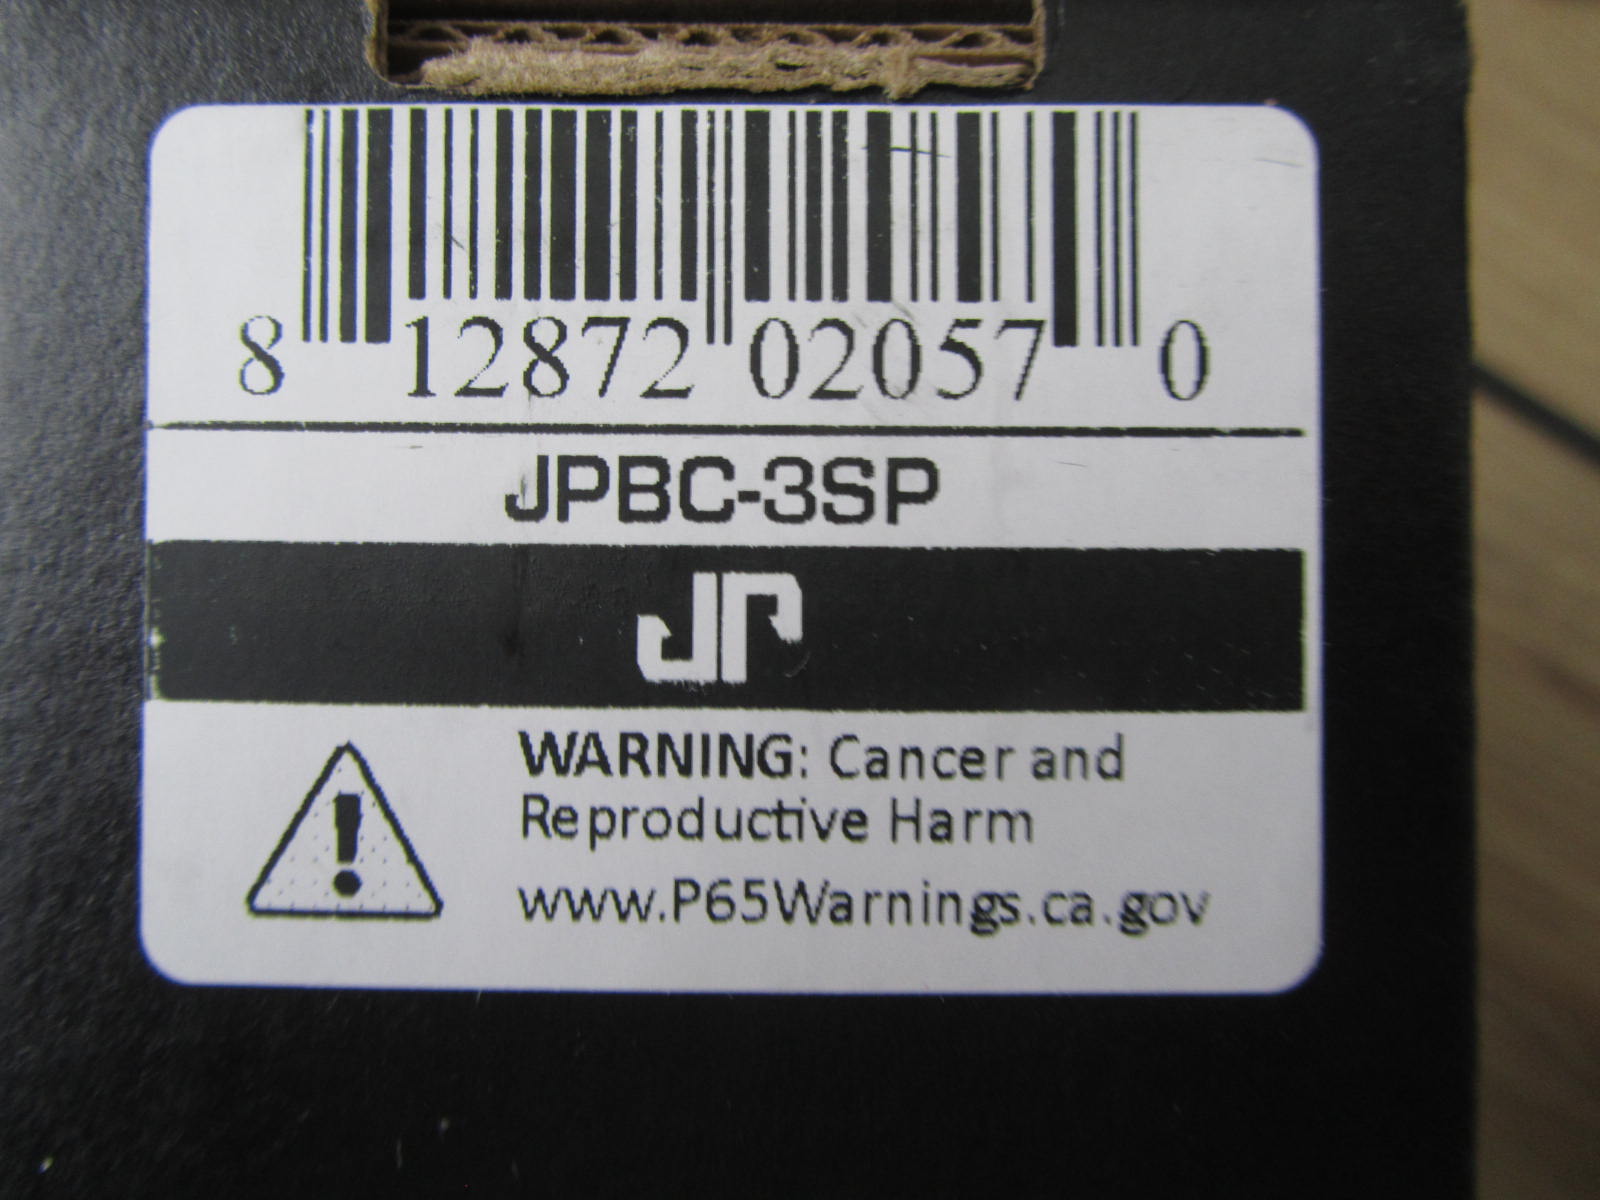 8 12872 02057 0
JPBC-3SP
JP
WARNING: Cancer and
Reproductive Harm
www.P65Warnings.ca.gov